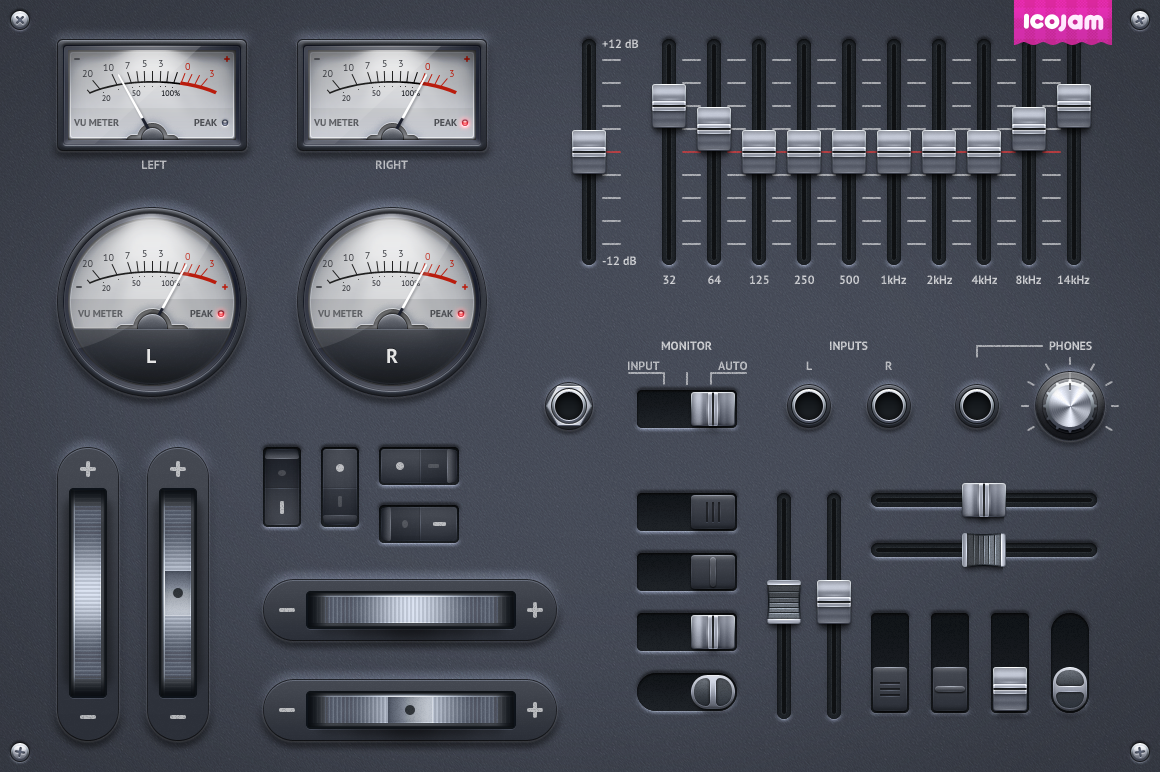 ICOJAM
+12 dB
- +
20 10 7 5 3 0 3
20 50 100%
VU METER PEAK
LEFT
- +
20 10 7 5 3 0 3
20 50 100%
VU METER PEAK
RIGHT
20 10 7 5 3 0 3
- 20 50 100% +
VU METER PEAK
L
20 10 7 5 3 0 3
- 20 50 100% +
VU METER PEAK
R
-12 dB
32 64 125 250 500 1kHz 2kHz 4kHz 8kHz 14kHz
MONITOR INPUTS PHONES
INPUT AUTO L R
+ +
- -
- +
- +